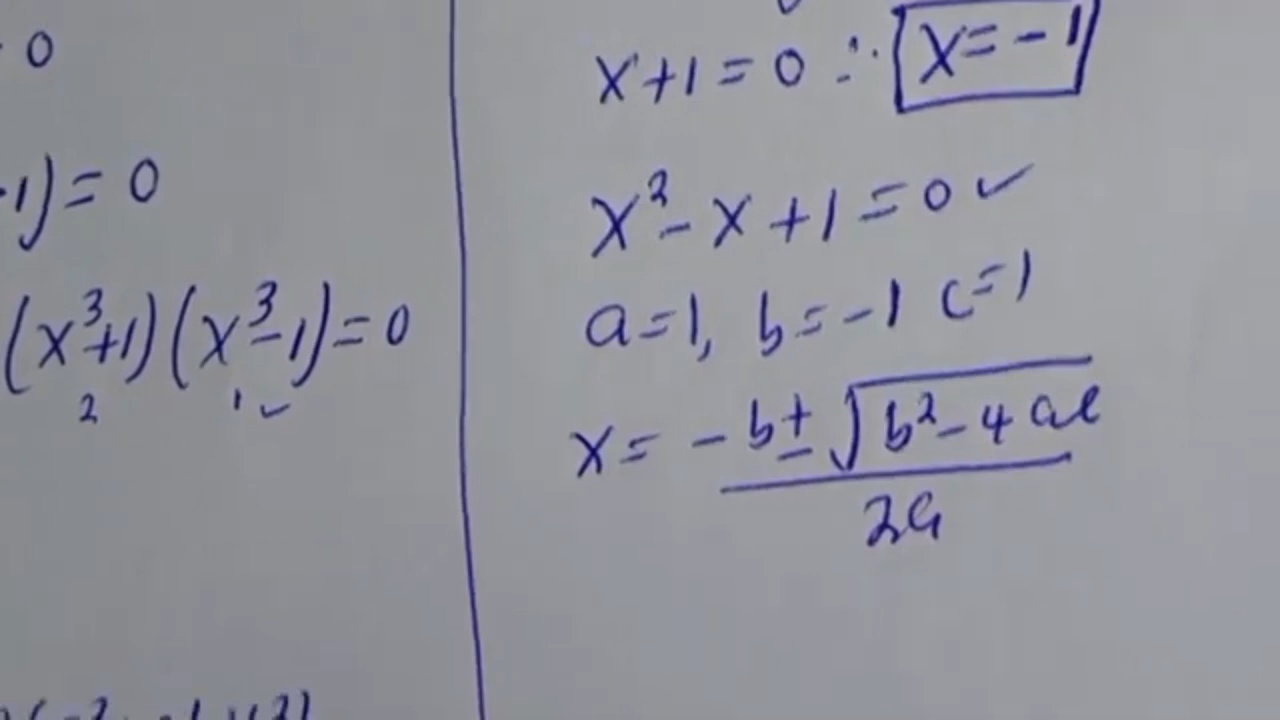 = 0
-1) = 0
(x³+1)(x³-1) = 0
2 1 ✓
x+1=0 ∴ x=-1
x²-x+1=0 ✓
a=1, b=-1 c=1
x= -b±√b²-4ac
2a